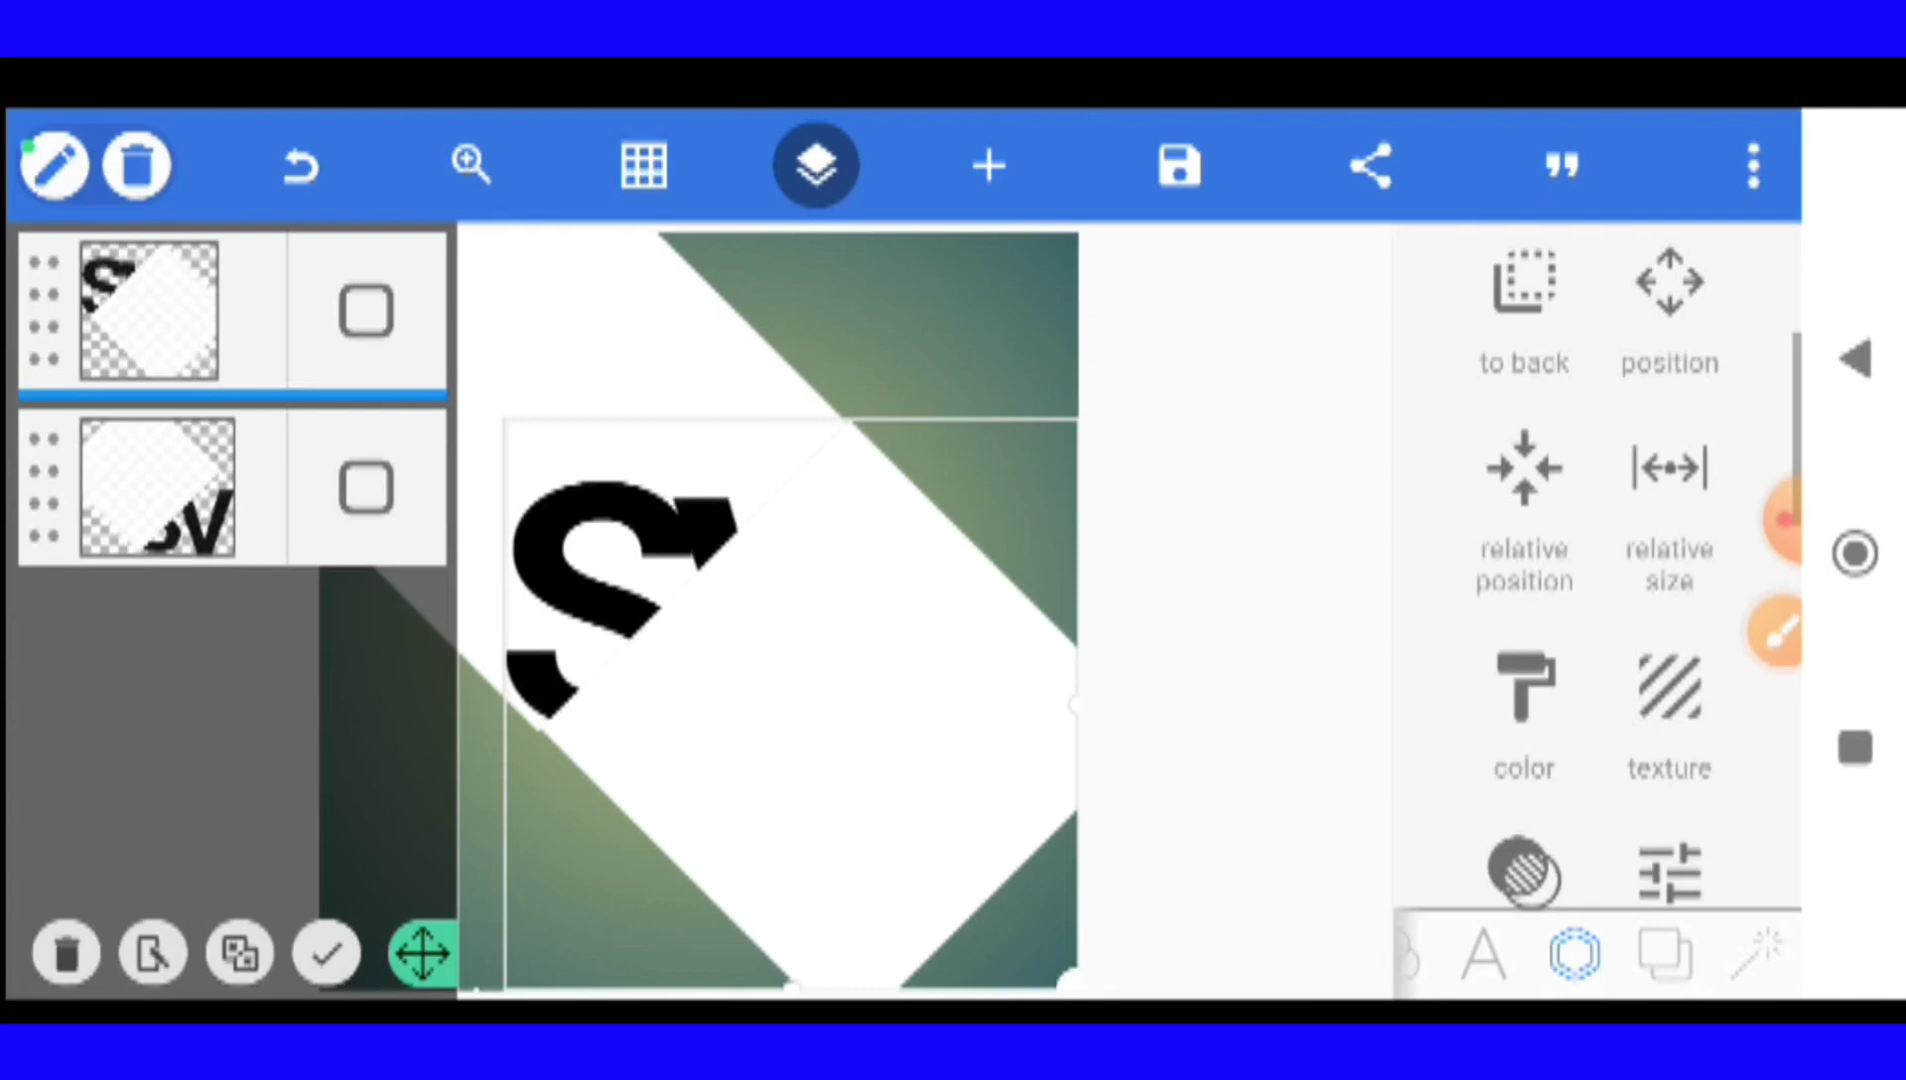 to back
position
relative
position
relative
size
color
texture
A